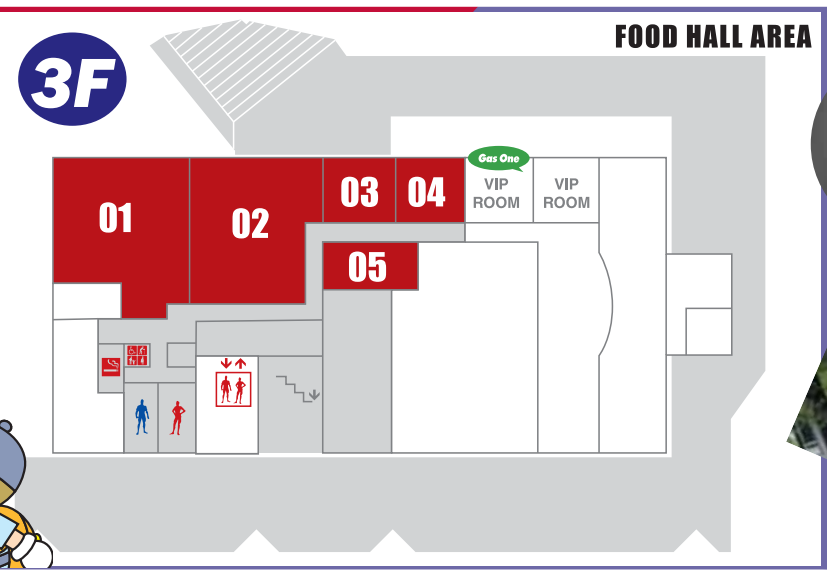 FOOD HALL AREA
3F
Gas One
01
02
03
04
VIP
ROOM
VIP
ROOM
05